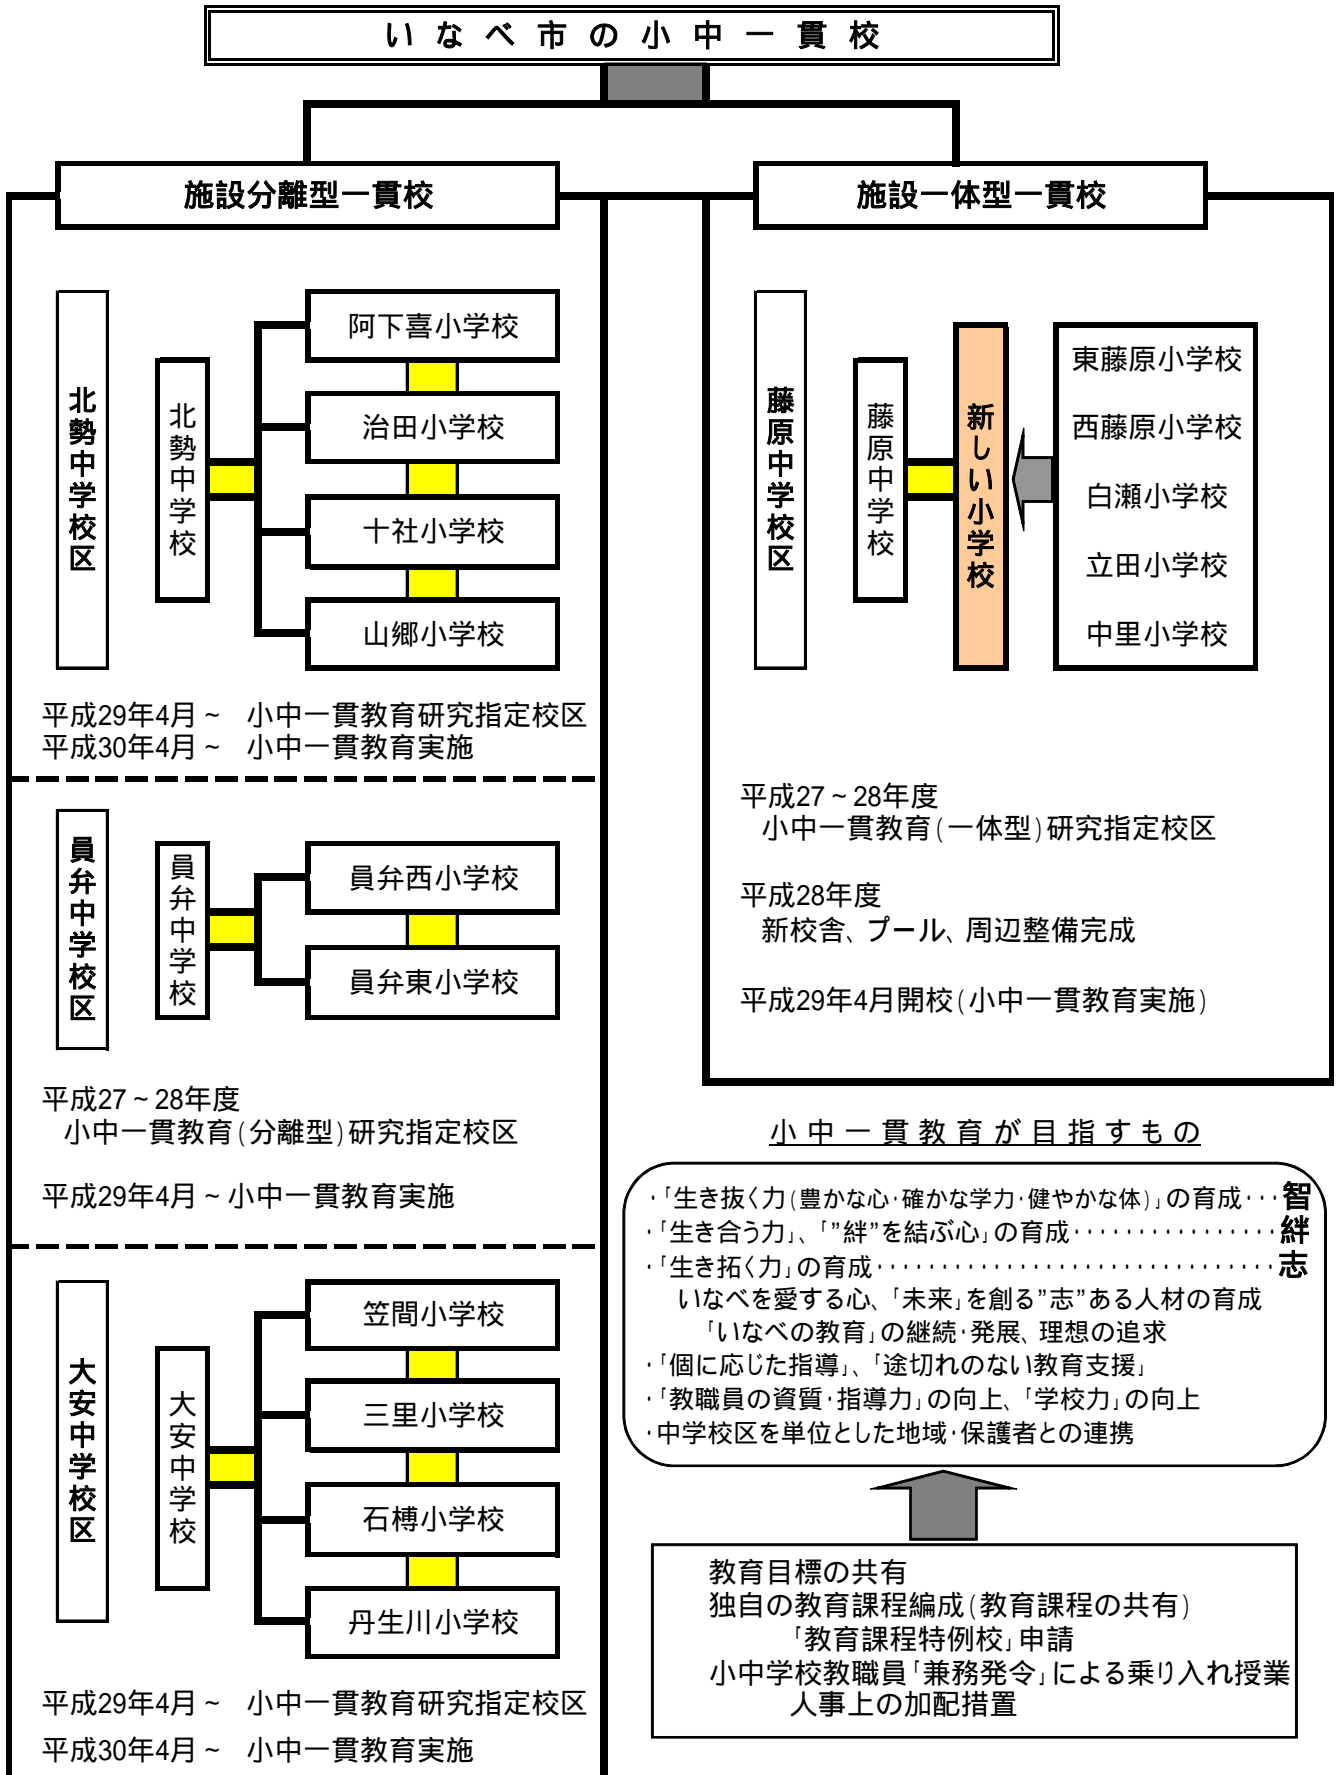 いなべ市の小中一貫校
施設分離型一貫校
北勢中学校区
北勢中学校
阿下喜小学校
治田小学校
十社小学校
山郷小学校
平成29年4月～　小中一貫教育研究指定校区
平成30年4月～　小中一貫教育実施
員弁中学校区
員弁中学校
員弁西小学校
員弁東小学校
平成27～28年度
小中一貫教育（分離型）研究指定校区
平成29年4月～小中一貫教育実施
大安中学校区
大安中学校
笠間小学校
三里小学校
石榑小学校
丹生川小学校
平成29年4月～　小中一貫教育研究指定校区
平成30年4月～　小中一貫教育実施
施設一体型一貫校
藤原中学校区
藤原中学校
新しい小学校
東藤原小学校
西藤原小学校
白瀬小学校
立田小学校
中里小学校
平成27～28年度
小中一貫教育（一体型）研究指定校区
平成28年度
新校舎、プール、周辺整備完成
平成29年4月開校（小中一貫教育実施）
小中一貫教育が目指すもの
・「生き抜く力（豊かな心・確かな学力・健やかな体）」の育成・・・智
・「生き合う力」、「”絆”を結ぶ心」の育成・・・・・・・・・・・・・・・・絆
・「生き拓く力」の育成・・・・・・・・・・・・・・・・・・・・・・・・・・・・・・志
いなべを愛する心、「未来」を創る”志”ある人材の育成
「いなべの教育」の継続・発展、理想の追求
・「個に応じた指導」、「途切れのない教育支援」
・「教職員の資質・指導力」の向上、「学校力」の向上
・中学校区を単位とした地域・保護者との連携
教育目標の共有
独自の教育課程編成（教育課程の共有）
「教育課程特例校」申請
小中学校教職員「兼務発令」による乗り入れ授業
人事上の加配措置